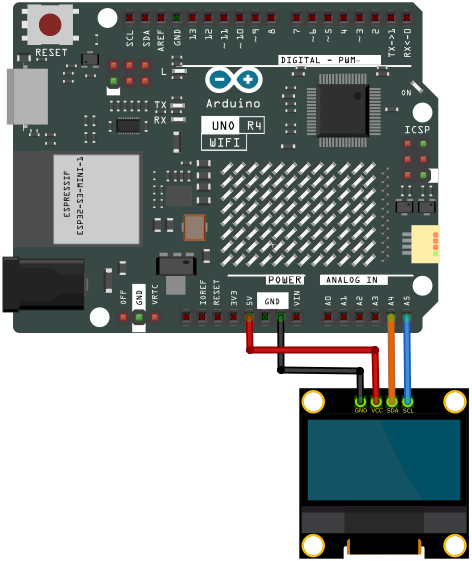 RESET
SCL
SDA
AREF
GND
13
12
~11
~10
~9
8
7
~6
~5
4
~3
2
TX->1
RX<-0
DIGITAL - PWM~
L
TX
RX
Arduino
UNO R4
WIFI
ON
ICSP
ESPRESSIF
ESP32-S3-MINI-1
OFF
GND
VRTC
IOREF
RESET
3V3
5V
GND
VIN
POWER
ANALOG IN
A0
A1
A2
A3
A4
A5
GND VCC SDA SCL